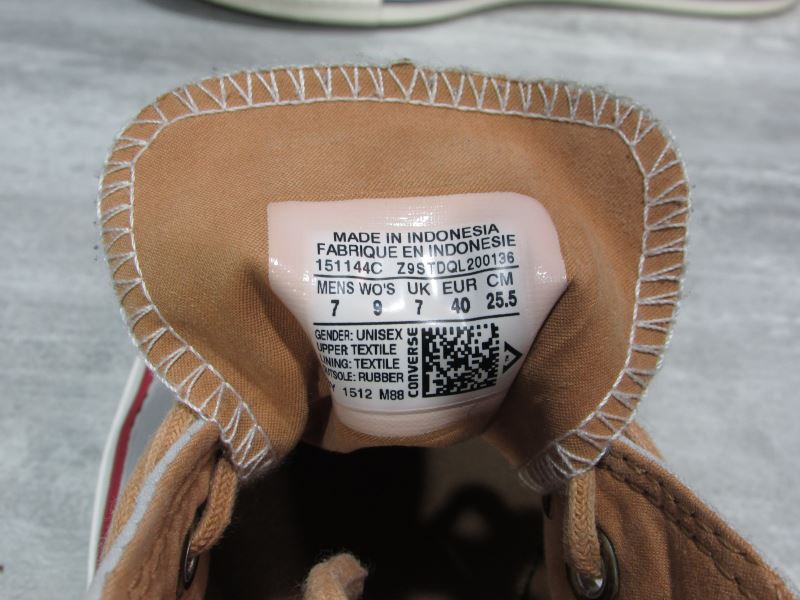 MADE IN INDONESIA
FABRIQUE EN INDONESIE
151144C Z9STDQL200136
MENS WO'S UK EUR CM
7 9 7 40 25.5
GENDER: UNISEX
UPPER TEXTILE
LINING: TEXTILE
OUTSOLE: RUBBER
1512 M88
CONVERSE